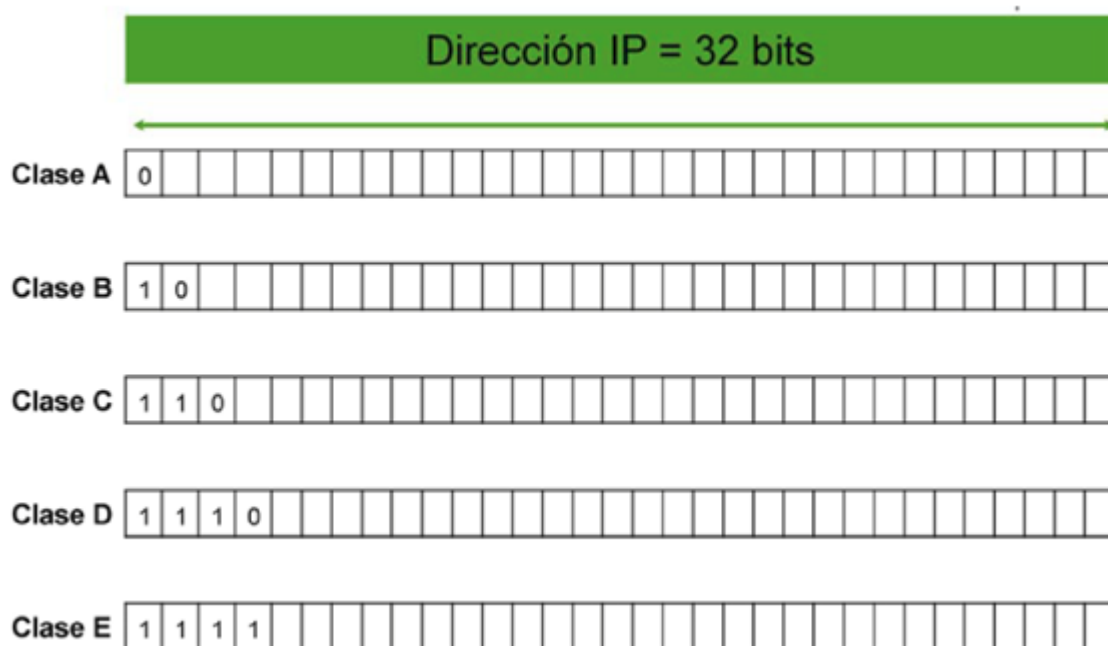 Dirección IP = 32 bits
Clase A 0
Clase B 1 0
Clase C 1 1 0
Clase D 1 1 1 0
Clase E 1 1 1 1